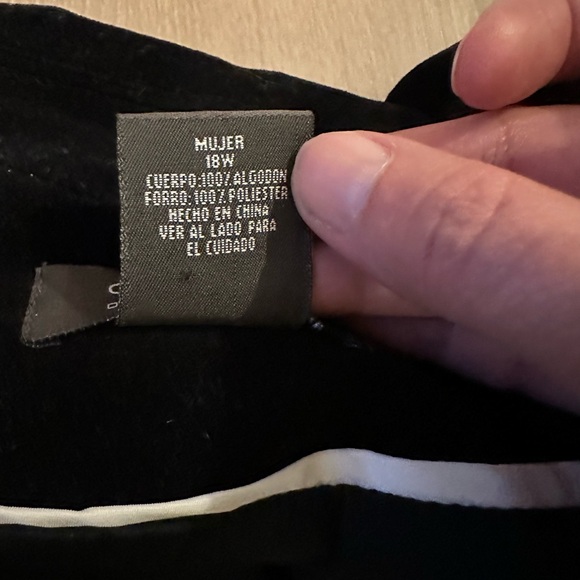 MUJER
18W
CUERPO:100%ALGODON
FORRO:100%POLIESTER
HECHO EN CHINA
VER AL LADO PARA
EL CUIDADO